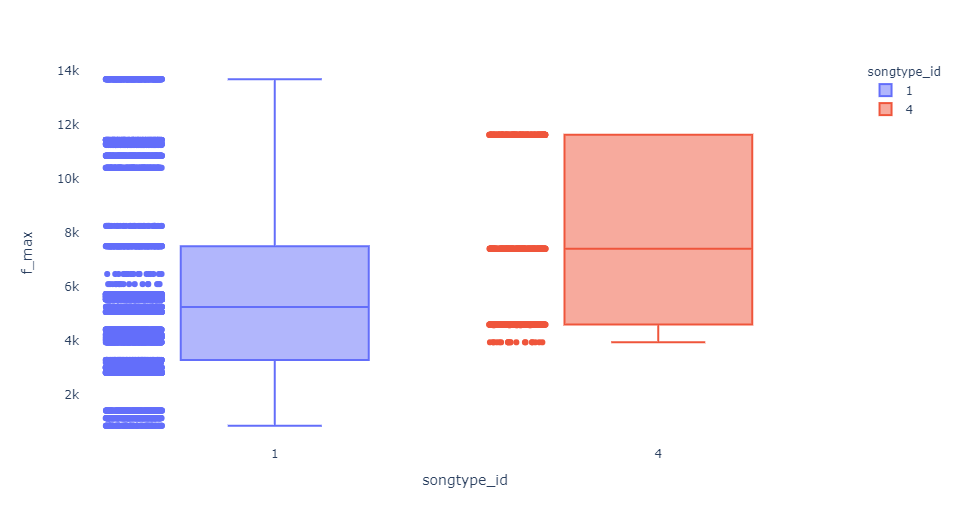 14k
12k
10k
8k
6k
4k
2k
f_max
1
4
songtype_id
songtype_id
1
4